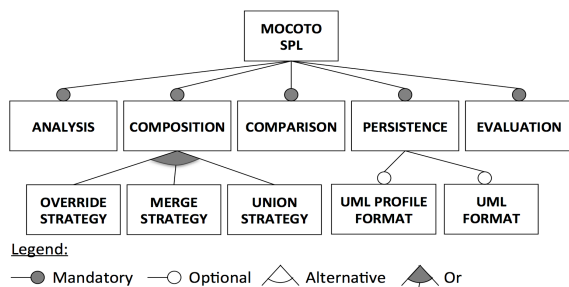 MOCOTO
SPL
ANALYSIS COMPOSITION COMPARISON PERSISTENCE EVALUATION
OVERRIDE STRATEGY MERGE STRATEGY UNION STRATEGY UML PROFILE FORMAT UML FORMAT
Legend:
Mandatory Optional Alternative Or